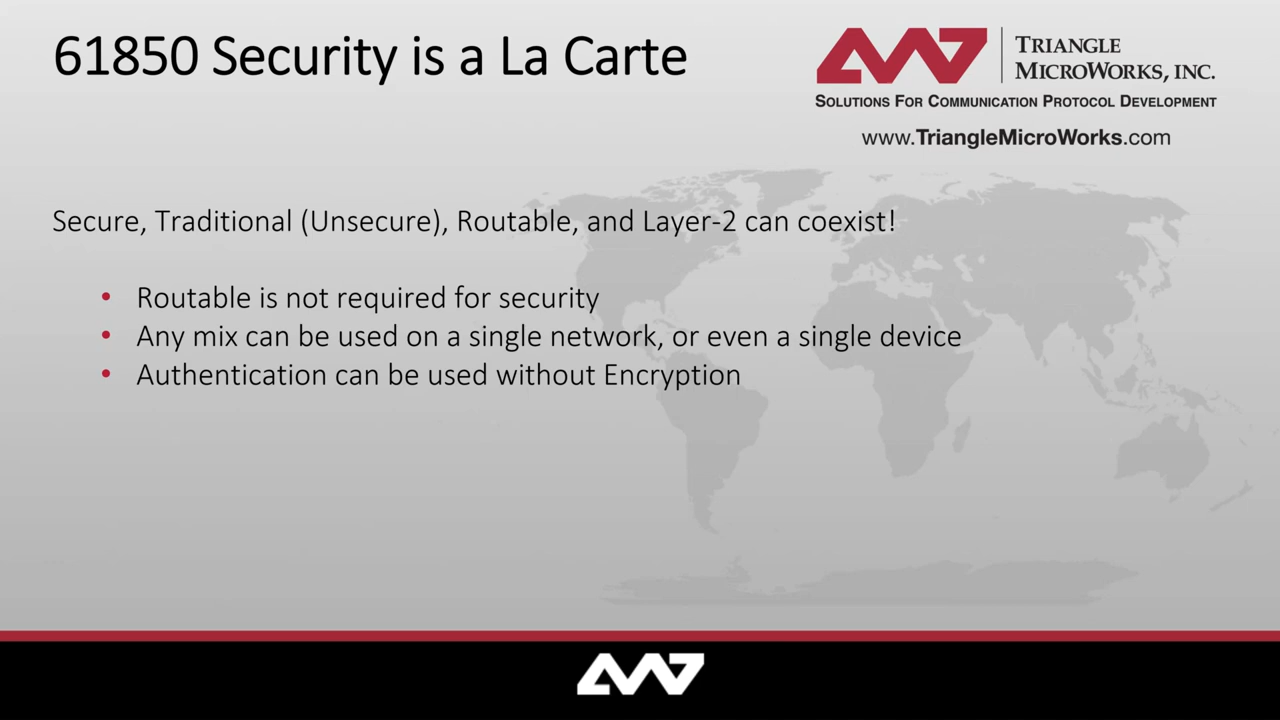 61850 Security is a La Carte
TRIANGLE
MICROWORKS, INC.
SOLUTIONS FOR COMMUNICATION PROTOCOL DEVELOPMENT
www.TriangleMicroWorks.com
Secure, Traditional (Unsecure), Routable, and Layer-2 can coexist!
• Routable is not required for security
• Any mix can be used on a single network, or even a single device
• Authentication can be used without Encryption